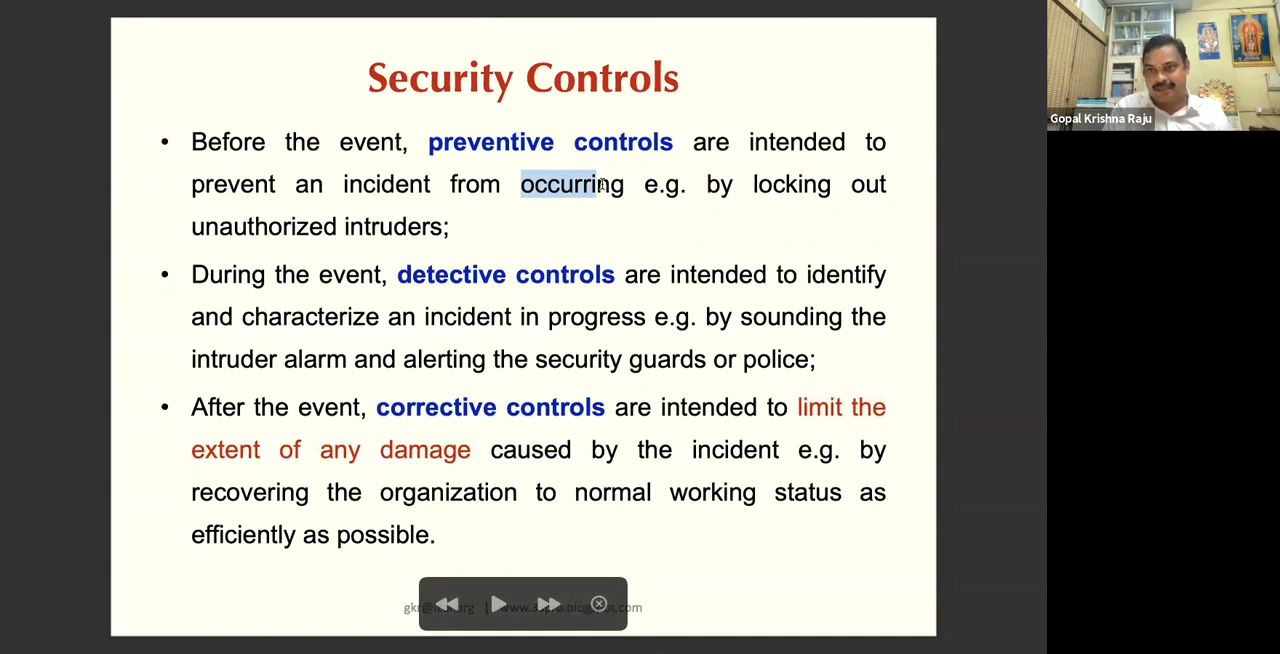 Security Controls
• Before the event, preventive controls are intended to
prevent an incident from occurring e.g. by locking out
unauthorized intruders;
• During the event, detective controls are intended to identify
and characterize an incident in progress e.g. by sounding the
intruder alarm and alerting the security guards or police;
• After the event, corrective controls are intended to limit the
extent of any damage caused by the incident e.g. by
recovering the organization to normal working status as
efficiently as possible.
Gopal Krishna Raju